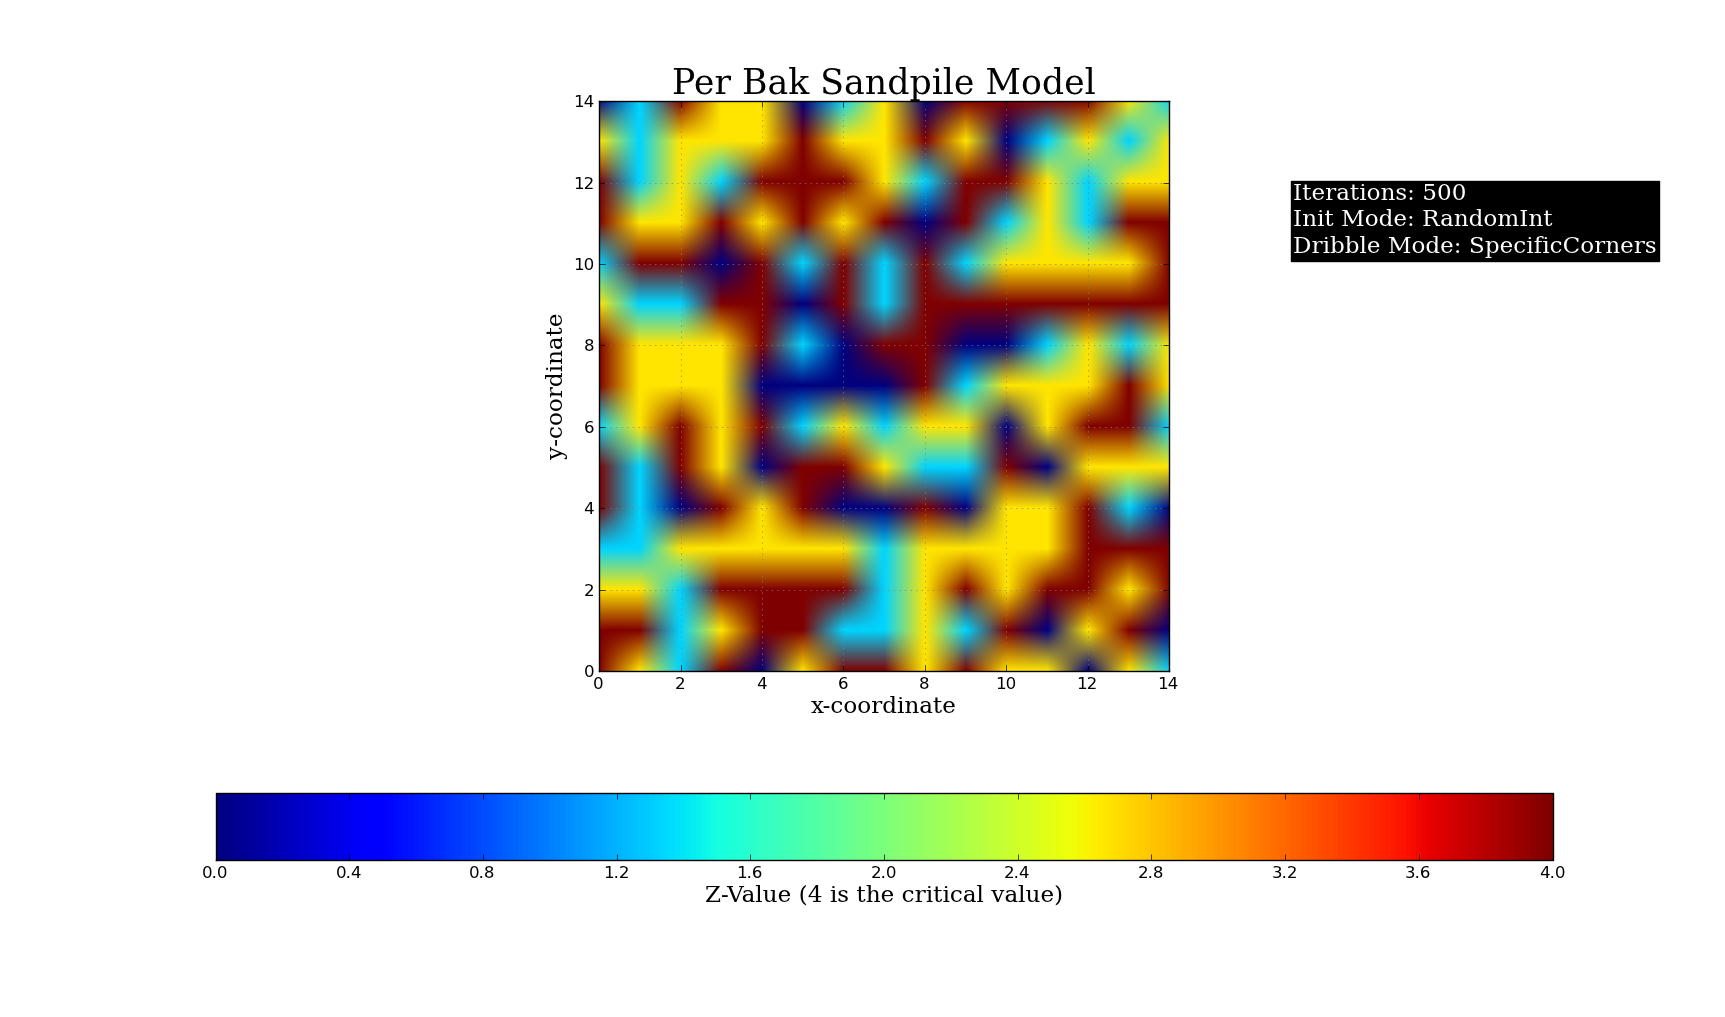 Per Bak Sandpile Model
14
12
10
8
6
4
2
0
y-coordinate
0 2 4 6 8 10 12 14
x-coordinate
Iterations: 500
Init Mode: RandomInt
Dribble Mode: SpecificCorners
0.0 0.4 0.8 1.2 1.6 2.0 2.4 2.8 3.2 3.6 4.0
Z-Value (4 is the critical value)